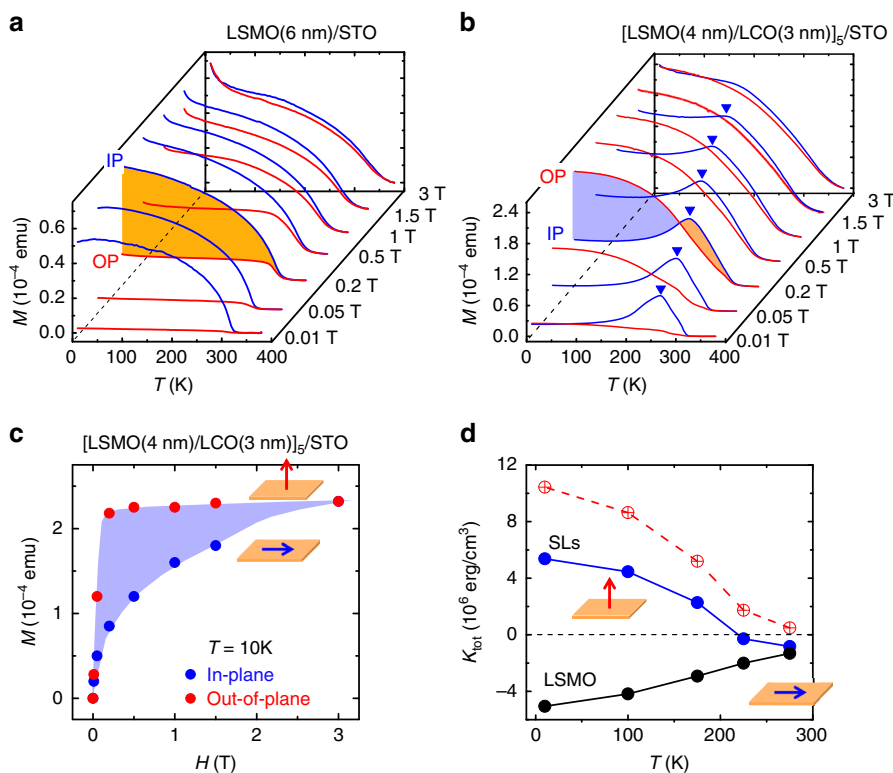 a
LSMO(6 nm)/STO
IP
OP
M (10⁻⁴ emu)
0.6
0.4
0.2
0.0
0 100 200 300 400
T (K)
3 T
1.5 T
1 T
0.5 T
0.2 T
0.05 T
0.01 T
b
[LSMO(4 nm)/LCO(3 nm)]₅/STO
OP
IP
M (10⁻⁴ emu)
2.4
1.8
1.2
0.6
0.0
0 100 200 300 400
T (K)
3 T
1.5 T
1 T
0.5 T
0.2 T
0.05 T
0.01 T
c
[LSMO(4 nm)/LCO(3 nm)]₅/STO
M (10⁻⁴ emu)
2
1
0
T = 10K
In-plane
Out-of-plane
0 1 2 3
H (T)
d
K_tot (10⁶ erg/cm³)
12
8
4
0
−4
SLs
LSMO
0 100 200 300
T (K)